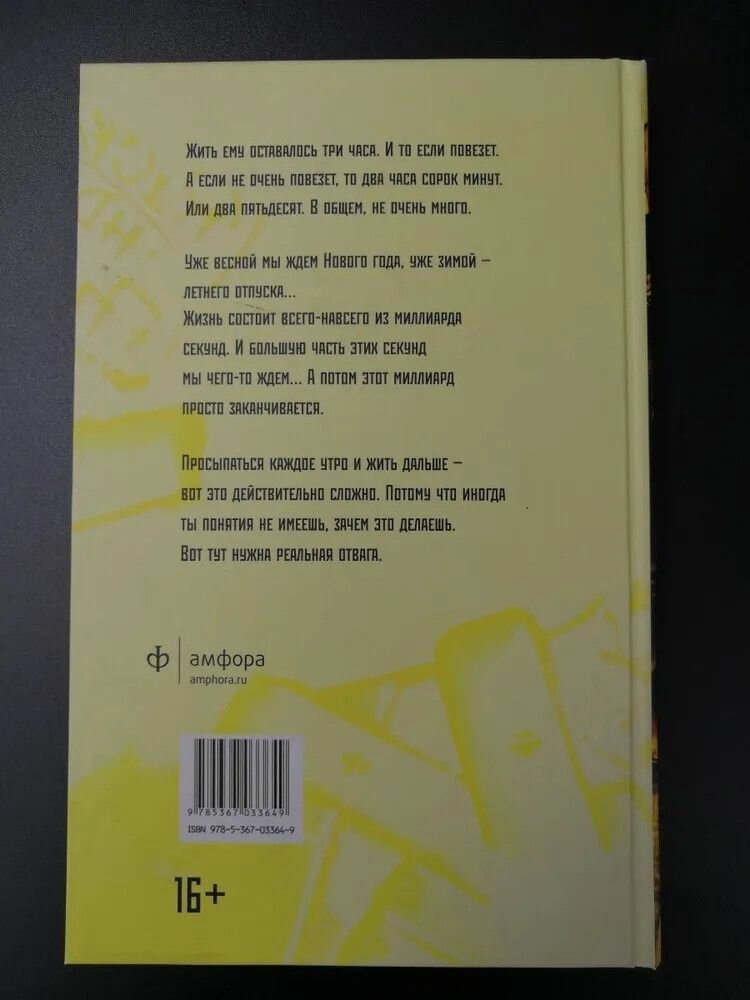 Жить ему оставалось три часа. И то если повезет.
А если не очень повезет, то два часа сорок минут.
Или два пятьдесят. В общем, не очень много.
Уже весной мы ждем Нового года, уже зимой –
летнего отпуска...
Жизнь состоит всего-навсего из миллиарда
секунд. И большую часть этих секунд
мы чего-то ждем... А потом этот миллиард
просто заканчивается.
Просыпаться каждое утро и жить дальше –
вот это действительно сложно. Потому что иногда
ты понятия не имеешь, зачем это делаешь.
Вот тут нужна реальная отвага.
ф амфора
amphora.ru
9 785367 033649
ISBN 978-5-367-03364-9
16+